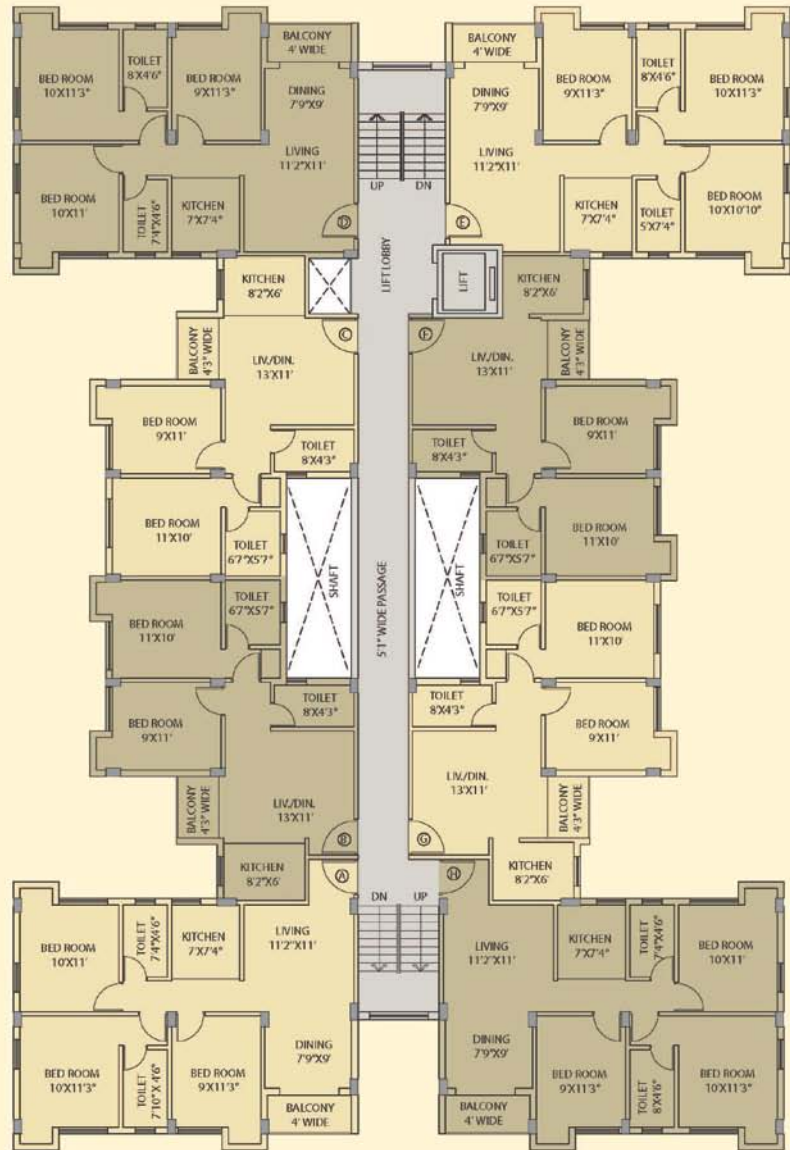 BALCONY
4' WIDE
BED ROOM
10'X11'3"
TOILET
8'X4'6"
BED ROOM
9'X11'3"
DINING
7'9"X9'
LIVING
11'2"X11'
UP
DN
BALCONY
4' WIDE
DINING
7'9"X9'
LIVING
11'2"X11'
BED ROOM
9'X11'3"
TOILET
8'X4'6"
BED ROOM
10'X11'3"
BED ROOM
10'X11'
TOILET
7'4"X4'6"
KITCHEN
7'X7'4"
D
LIFT LOBBY
E
KITCHEN
7'X7'4"
TOILET
5'X7'4"
BED ROOM
10'X10'10"
LIFT
KITCHEN
8'2"X6'
KITCHEN
8'2"X6'
BALCONY
4'3" WIDE
C
LIV./DIN.
13'X11'
F
LIV./DIN.
13'X11'
BALCONY
4'3" WIDE
BED ROOM
9'X11'
TOILET
8'X4'3"
TOILET
8'X4'3"
BED ROOM
9'X11'
BED ROOM
11'X10'
TOILET
6'7"X5'7"
TOILET
6'7"X5'7"
BED ROOM
11'X10'
SHAFT
5'1" WIDE PASSAGE
SHAFT
BED ROOM
11'X10'
TOILET
6'7"X5'7"
TOILET
6'7"X5'7"
BED ROOM
11'X10'
BED ROOM
9'X11'
TOILET
8'X4'3"
TOILET
8'X4'3"
BED ROOM
9'X11'
BALCONY
4'3" WIDE
LIV./DIN.
13'X11'
B
LIV./DIN.
13'X11'
G
BALCONY
4'3" WIDE
KITCHEN
8'2"X6'
A
H
KITCHEN
8'2"X6'
DN
UP
BED ROOM
10'X11'
TOILET
7'4"X4'6"
KITCHEN
7'X7'4"
LIVING
11'2"X11'
LIVING
11'2"X11'
KITCHEN
7'X7'4"
TOILET
7'4"X4'6"
BED ROOM
10'X11'
BED ROOM
10'X11'3"
TOILET
7'10"X 4'6"
BED ROOM
9'X11'3"
DINING
7'9"X9'
BALCONY
4' WIDE
DINING
7'9"X9'
BALCONY
4' WIDE
BED ROOM
9'X11'3"
TOILET
8'X4'6"
BED ROOM
10'X11'3"